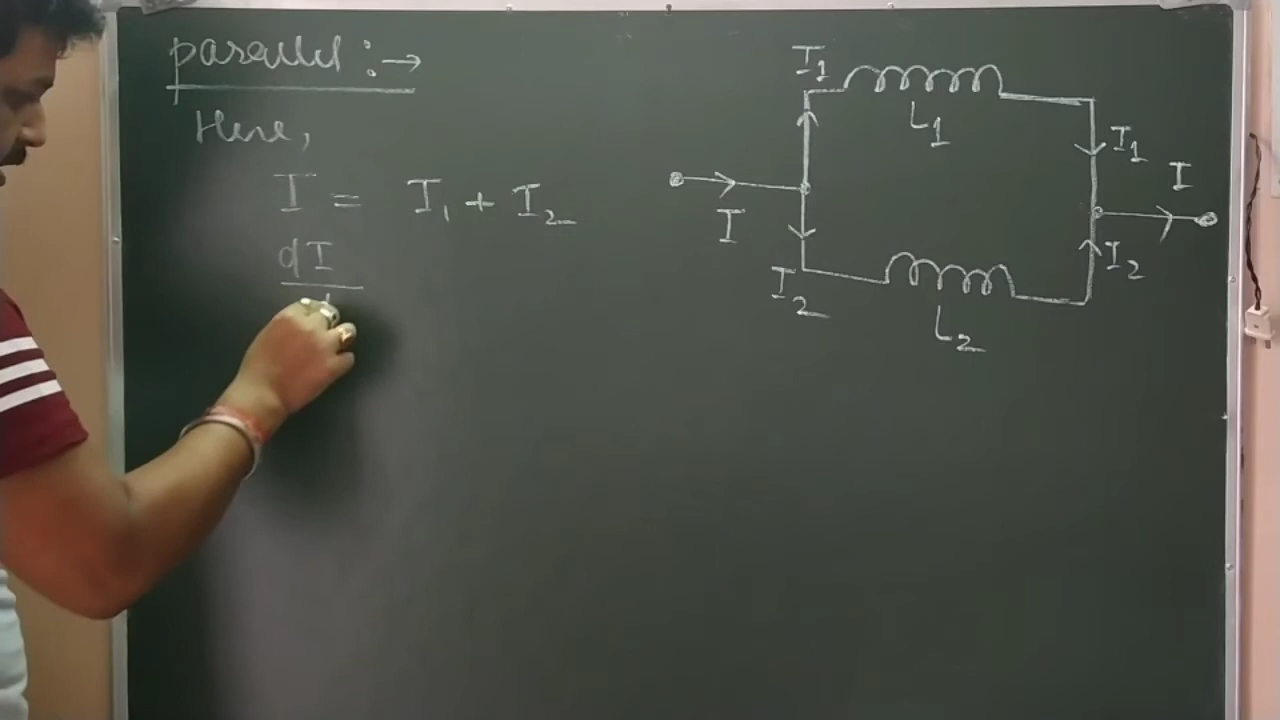 parallel :→
Here,
I = I₁ + I₂
dI
I₁
L₁
I₁
I
I
I₂
I₂
L₂